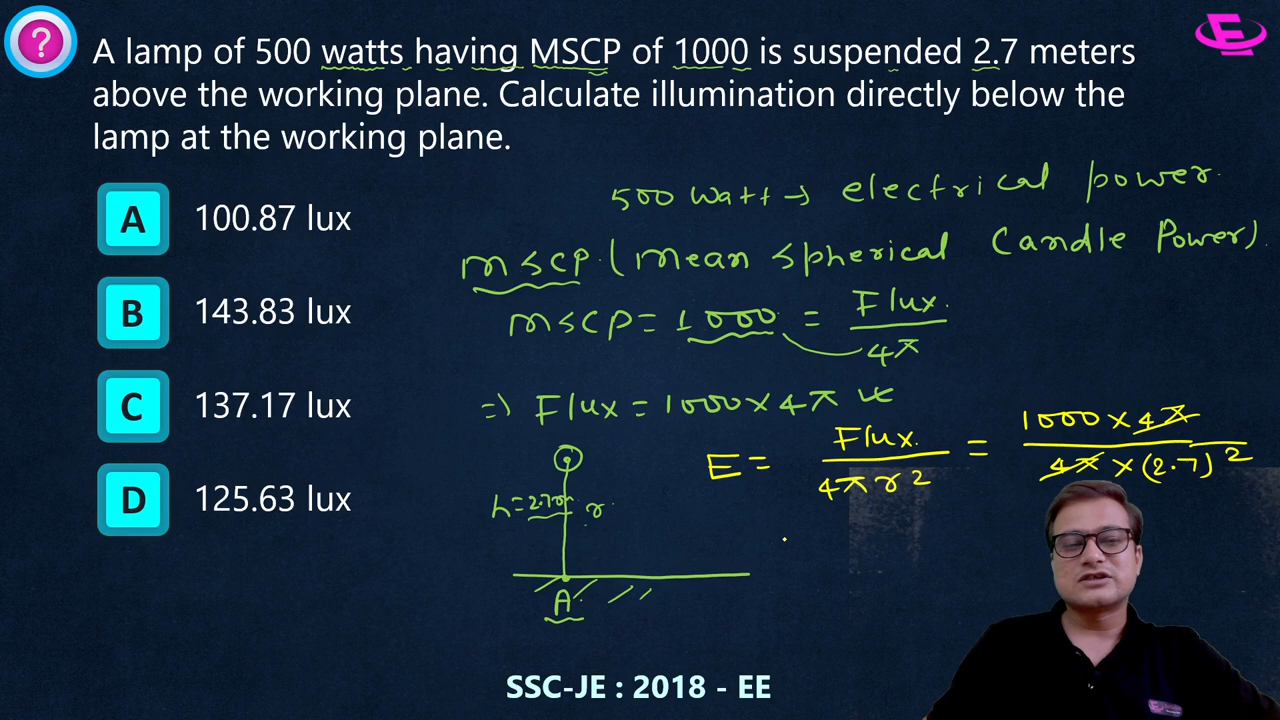 ?
A lamp of 500 watts having MSCP of 1000 is suspended 2.7 meters
above the working plane. Calculate illumination directly below the
lamp at the working plane.
A 100.87 lux
B 143.83 lux
C 137.17 lux
D 125.63 lux
500 watt → electrical power.
MSCP. (Mean Spherical Candle Power).
MSCP = 1000 = Flux. / 4π
=> Flux = 1000 × 4π
E = Flux. / 4πr2 = 1000 × 4π / 4π × (2.7)2
h = 2.7m r
A
SSC-JE : 2018 - EE